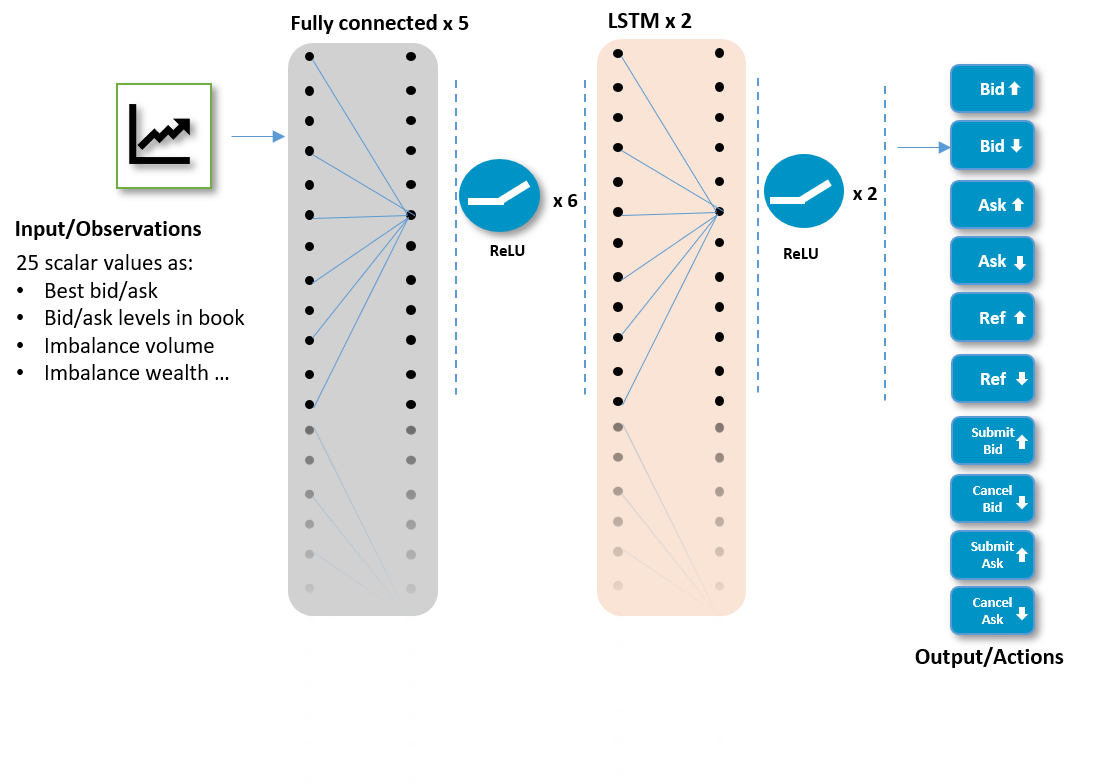 Fully connected x 5
LSTM x 2
Input/Observations
25 scalar values as:
• Best bid/ask
• Bid/ask levels in book
• Imbalance volume
• Imbalance wealth ...
x 6
ReLU
x 2
ReLU
Bid
Bid
Ask
Ask
Ref
Ref
Submit
Bid
Cancel
Bid
Submit
Ask
Cancel
Ask
Output/Actions